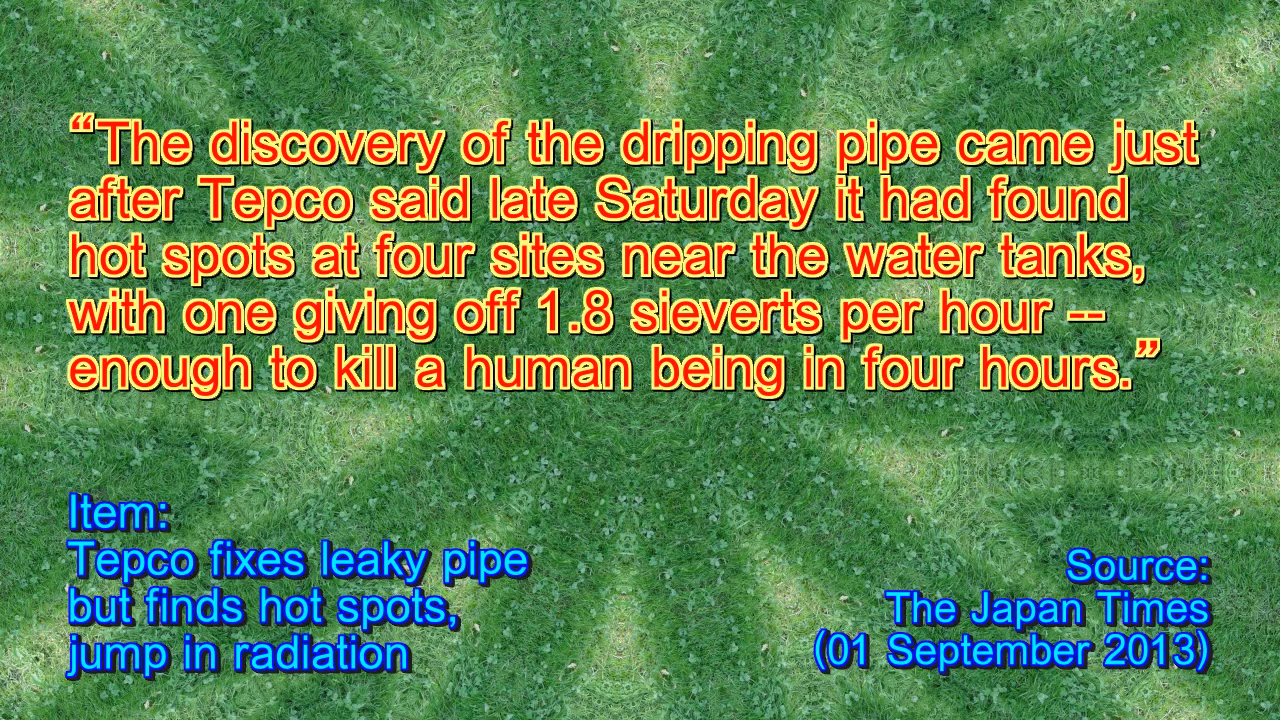 “The discovery of the dripping pipe came just
after Tepco said late Saturday it had found
hot spots at four sites near the water tanks,
with one giving off 1.8 sieverts per hour --
enough to kill a human being in four hours.”
Item:
Tepco fixes leaky pipe
but finds hot spots,
jump in radiation
Source:
The Japan Times
(01 September 2013)